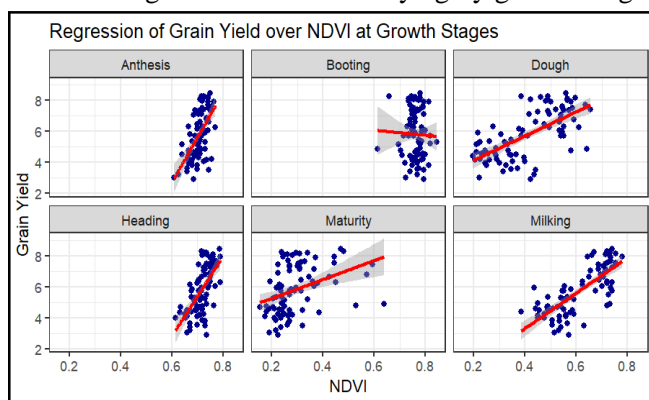 Regression of Grain Yield over NDVI at Growth Stages
Anthesis Booting Dough
8
6
4
2
Heading Maturity Milking
8
6
4
2
0.2 0.4 0.6 0.8 0.2 0.4 0.6 0.8 0.2 0.4 0.6 0.8
Grain Yield
NDVI